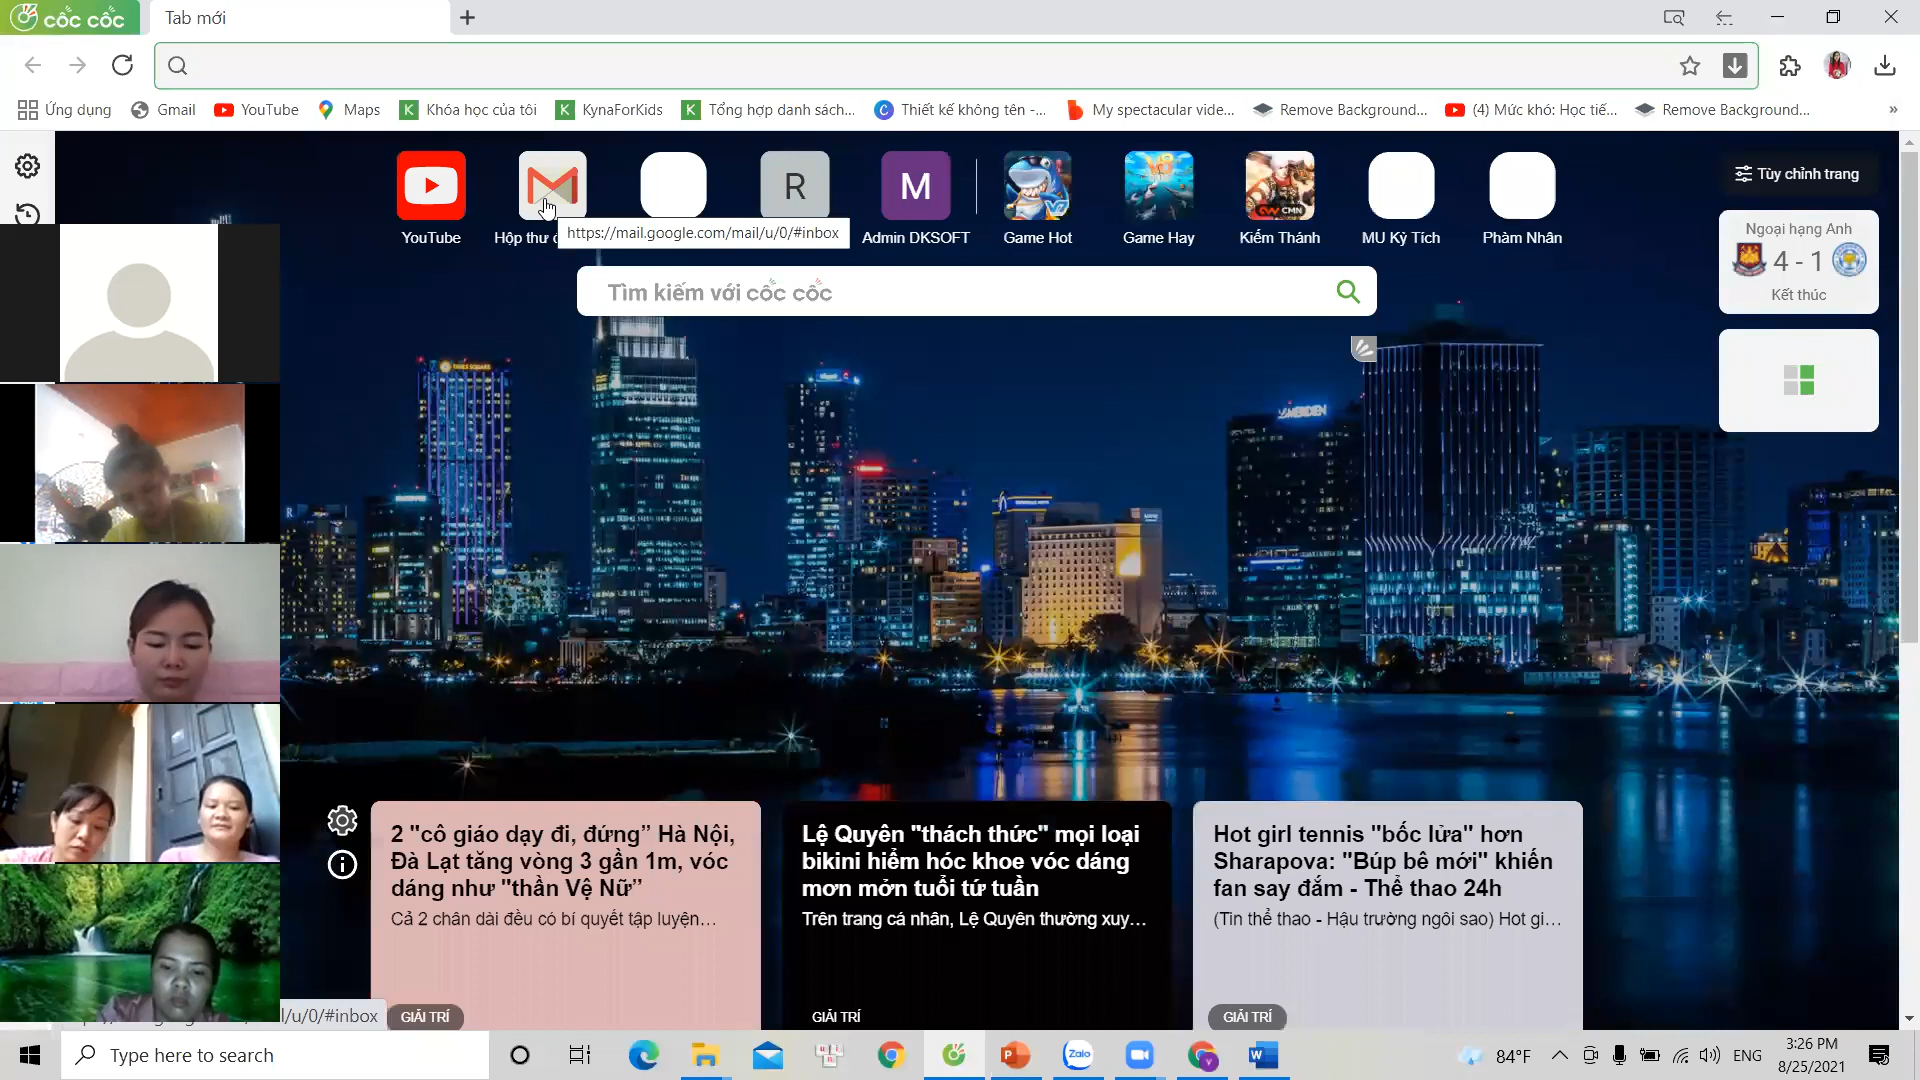 cốc cốc
Tab mới
Ứng dụng
Gmail
YouTube
Maps
Khóa học của tôi
KynaForKids
Tổng hợp danh sách...
Thiết kế không tên -...
My spectacular vide...
Remove Background...
(4) Mức khó: Học tiế...
Remove Background...
»
R
M
YouTube
Hộp thư
https://mail.google.com/mail/u/0/#inbox
Admin DKSOFT
Game Hot
Game Hay
Kiếm Thánh
MU Kỳ Tích
Phàm Nhân
Tùy chỉnh trang
Ngoại hạng Anh
4 - 1
Kết thúc
Tìm kiếm với cốc cốc
2 "cô giáo dạy đi, đứng” Hà Nội,
Đà Lạt tăng vòng 3 gần 1m, vóc
dáng như "thần Vệ Nữ”
Cả 2 chân dài đều có bí quyết tập luyện...
GIẢI TRÍ
Lệ Quyên "thách thức" mọi loại
bikini hiểm hóc khoe vóc dáng
mơn mởn tuổi tứ tuần
Trên trang cá nhân, Lệ Quyên thường xuy...
GIẢI TRÍ
Hot girl tennis "bốc lửa" hơn
Sharapova: "Búp bê mới" khiến
fan say đắm - Thể thao 24h
(Tin thể thao - Hậu trường ngôi sao) Hot gi...
GIẢI TRÍ
l/u/0/#inbox
Type here to search
Zalo
84°F
ENG
3:26 PM
8/25/2021